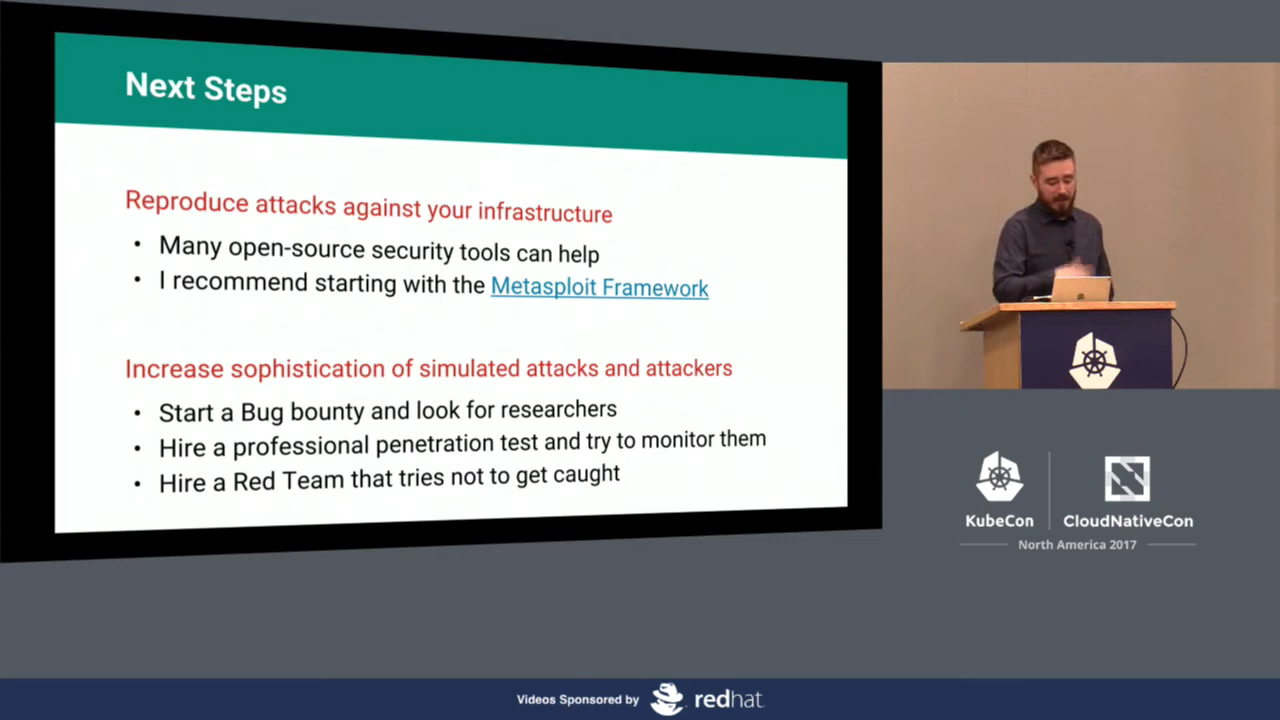 Next Steps
Reproduce attacks against your infrastructure
• Many open-source security tools can help
• I recommend starting with the Metasploit Framework
Increase sophistication of simulated attacks and attackers
• Start a Bug bounty and look for researchers
• Hire a professional penetration test and try to monitor them
• Hire a Red Team that tries not to get caught
KubeCon
CloudNativeCon
North America 2017
Videos Sponsored by redhat